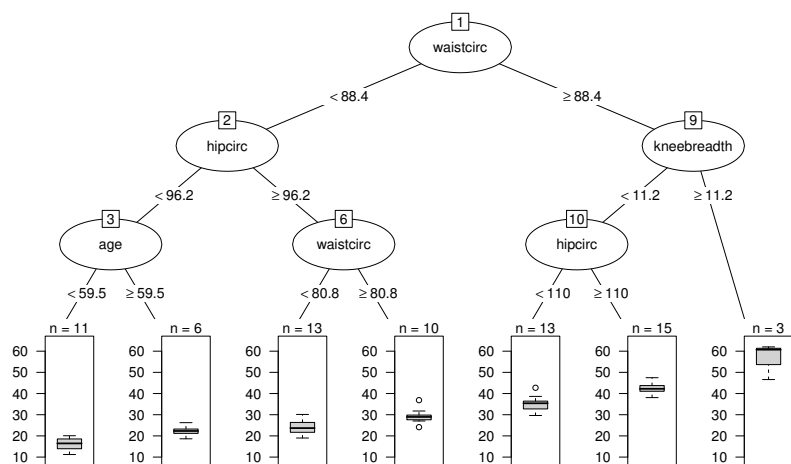 1
waistcirc
< 88.4 ≥ 88.4
2 9
hipcirc kneebreadth
< 96.2 ≥ 96.2 < 11.2 ≥ 11.2
3 6 10
age waistcirc hipcirc
< 59.5 ≥ 59.5 < 80.8 ≥ 80.8 < 110 ≥ 110
n = 11 n = 6 n = 13 n = 10 n = 13 n = 15 n = 3
60 60 60 60 60 60 60
50 50 50 50 50 50 50
40 40 40 40 40 40 40
30 30 30 30 30 30 30
20 20 20 20 20 20 20
10 10 10 10 10 10 10